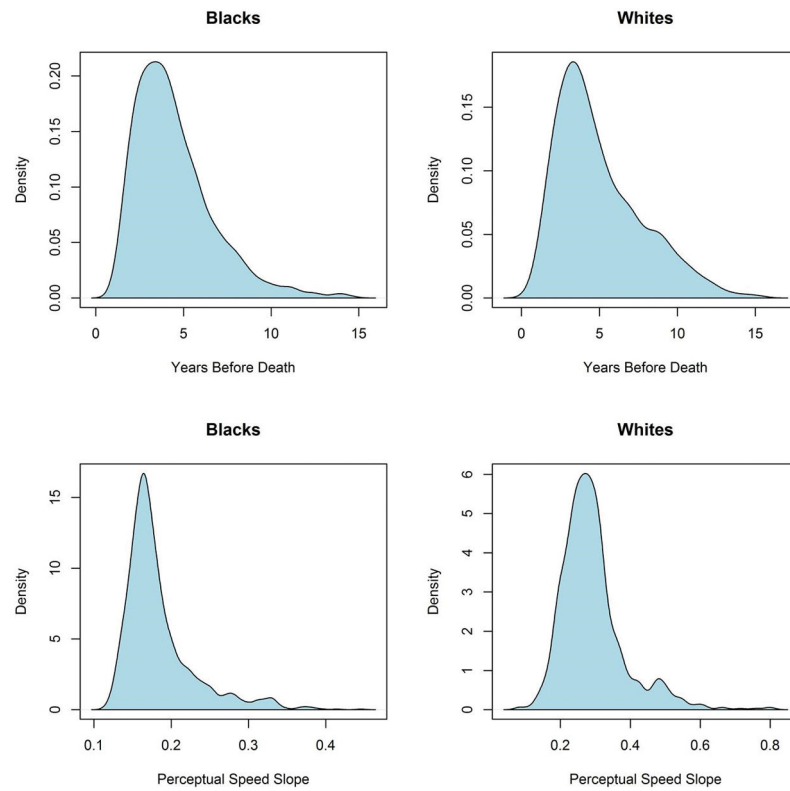 Blacks
Whites
Density
0.00 0.05 0.10 0.15 0.20
0 5 10 15
Years Before Death
Density
0.00 0.05 0.10 0.15
0 5 10 15
Years Before Death
Blacks
Whites
Density
0 5 10 15
0.1 0.2 0.3 0.4
Perceptual Speed Slope
Density
0 1 2 3 4 5 6
0.2 0.4 0.6 0.8
Perceptual Speed Slope